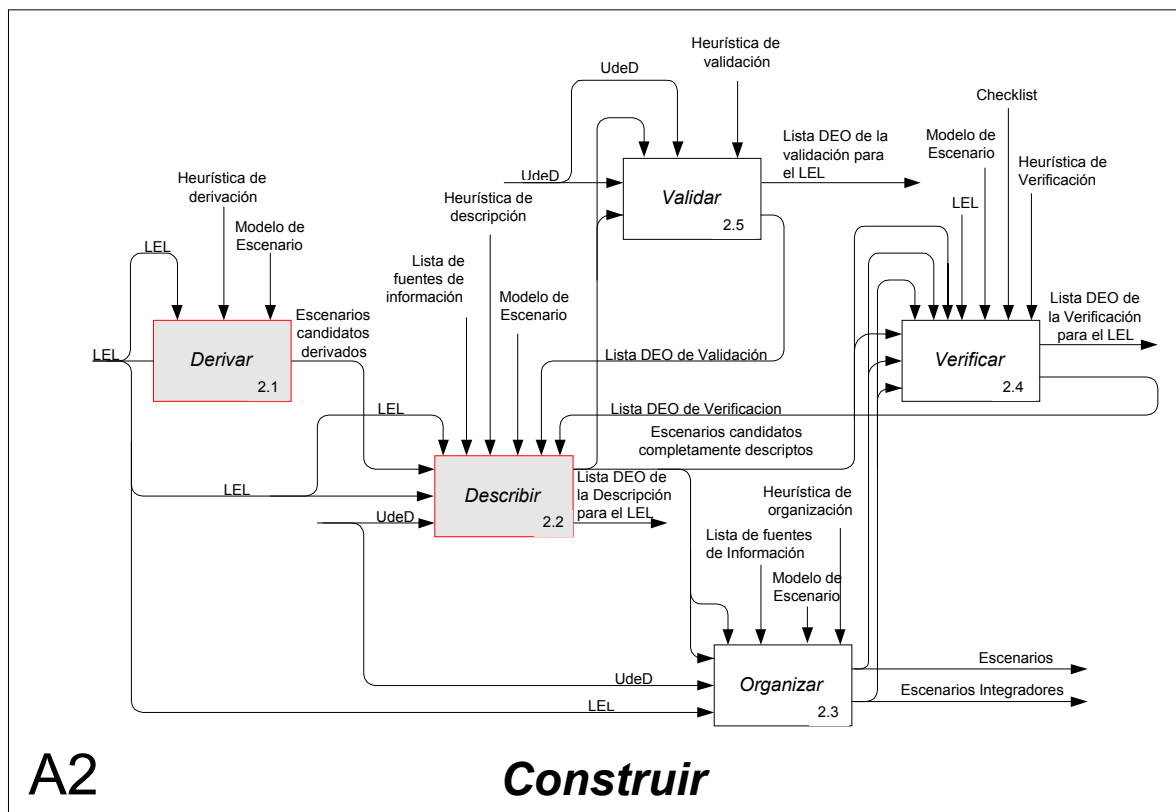 Heurística de
validación
UdeD
Checklist
Lista DEO de la
validación para
el LEL
Modelo de
Escenario
Heurística de
Verificación
UdeD
Validar
2.5
Heurística de
derivación
Heurística de
descripción
LEL
Modelo de
Escenario
LEL
Lista de
fuentes de
información
Modelo de
Escenario
Escenarios
candidatos
derivados
Lista DEO de
la Verificación
para el LEL
LEL
Derivar
2.1
Lista DEO de Validación
Verificar
2.4
LEL
Lista DEO de Verificacion
Escenarios candidatos
completamente descriptos
LEL
Describir
2.2
Lista DEO de
la Descripción
para el LEL
UdeD
Heurística de
organización
Lista de fuentes
de Información
Modelo de
Escenario
UdeD
LEL
Organizar
2.3
Escenarios
Escenarios Integradores
A2
Construir